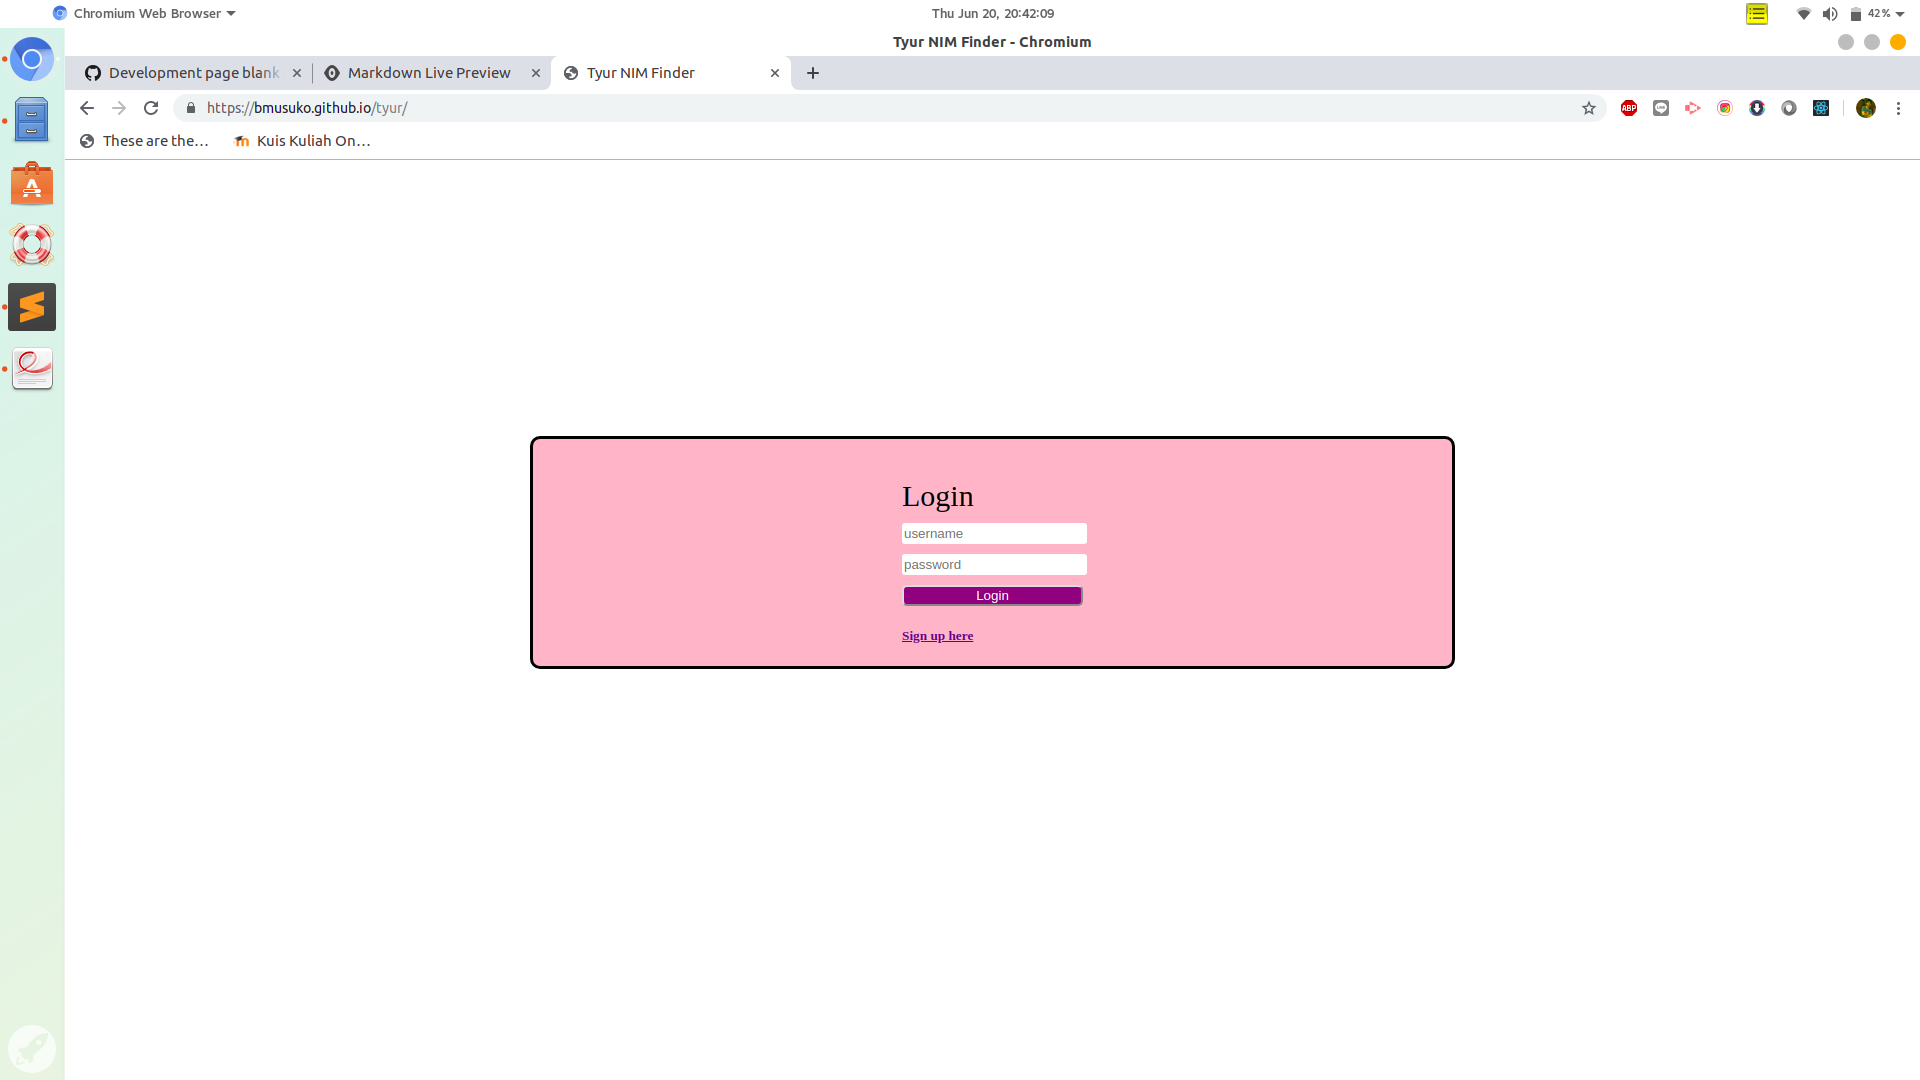 Chromium Web Browser
Thu Jun 20, 20:42:09
42%
Tyur NIM Finder - Chromium
Development page blank
Markdown Live Preview
Tyur NIM Finder
https://bmusuko.github.io/tyur/
ABP
These are the…
Kuis Kuliah On…
Login
username
password
Login
Sign up here